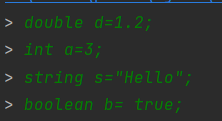 > double d=1.2;
> int a=3;
> string s="Hello";
> boolean b= true;